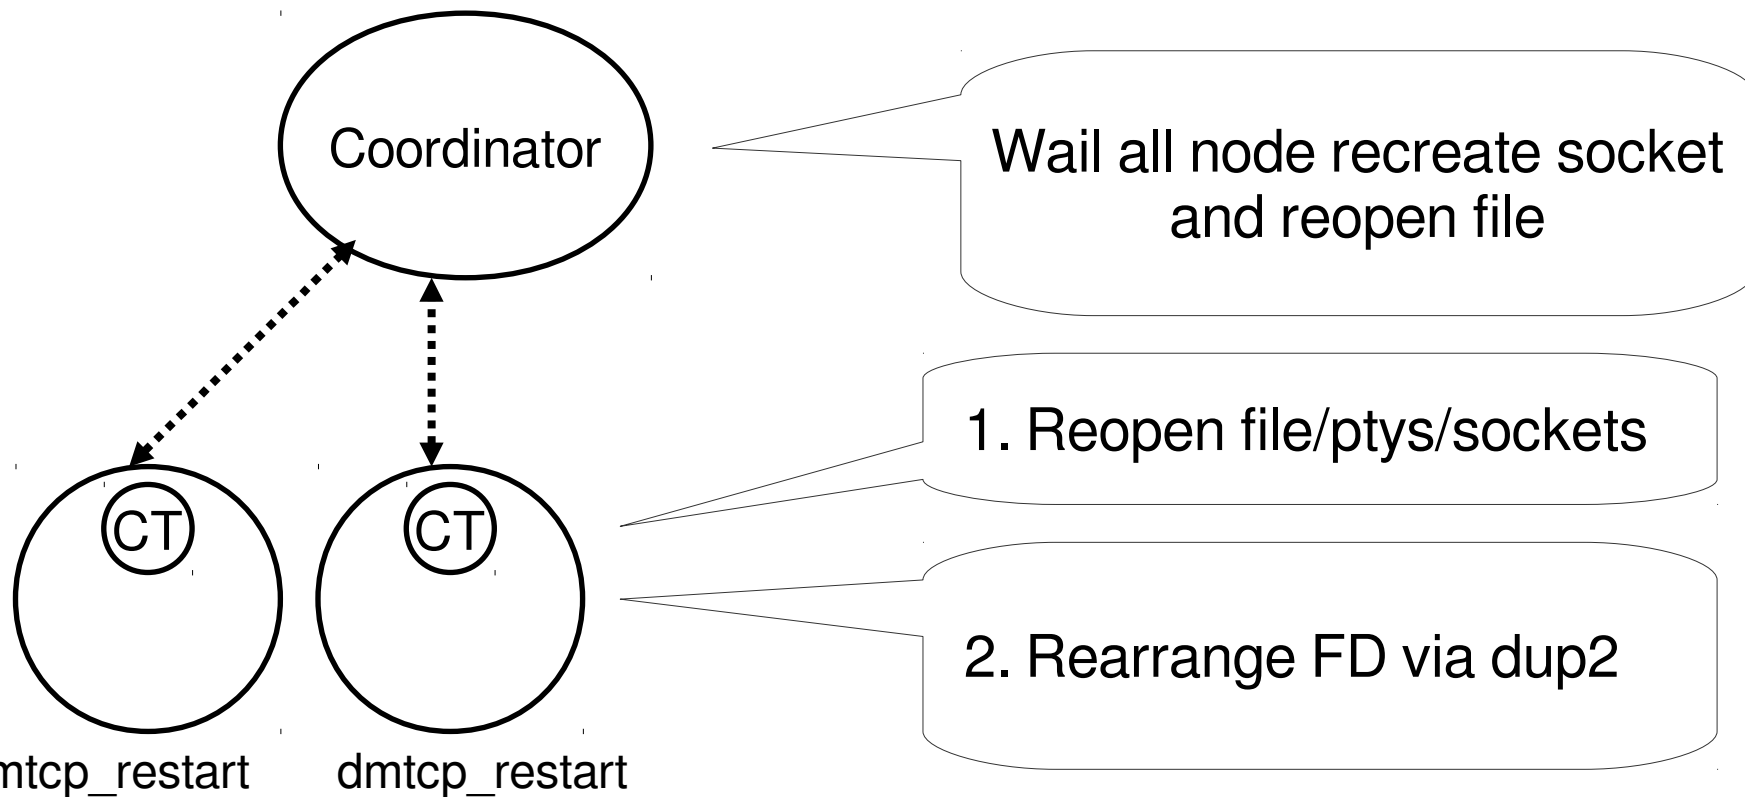 Coordinator
Wail all node recreate socket
and reopen file
1. Reopen file/ptys/sockets
CT
CT
2. Rearrange FD via dup2
mtcp_restart
dmtcp_restart